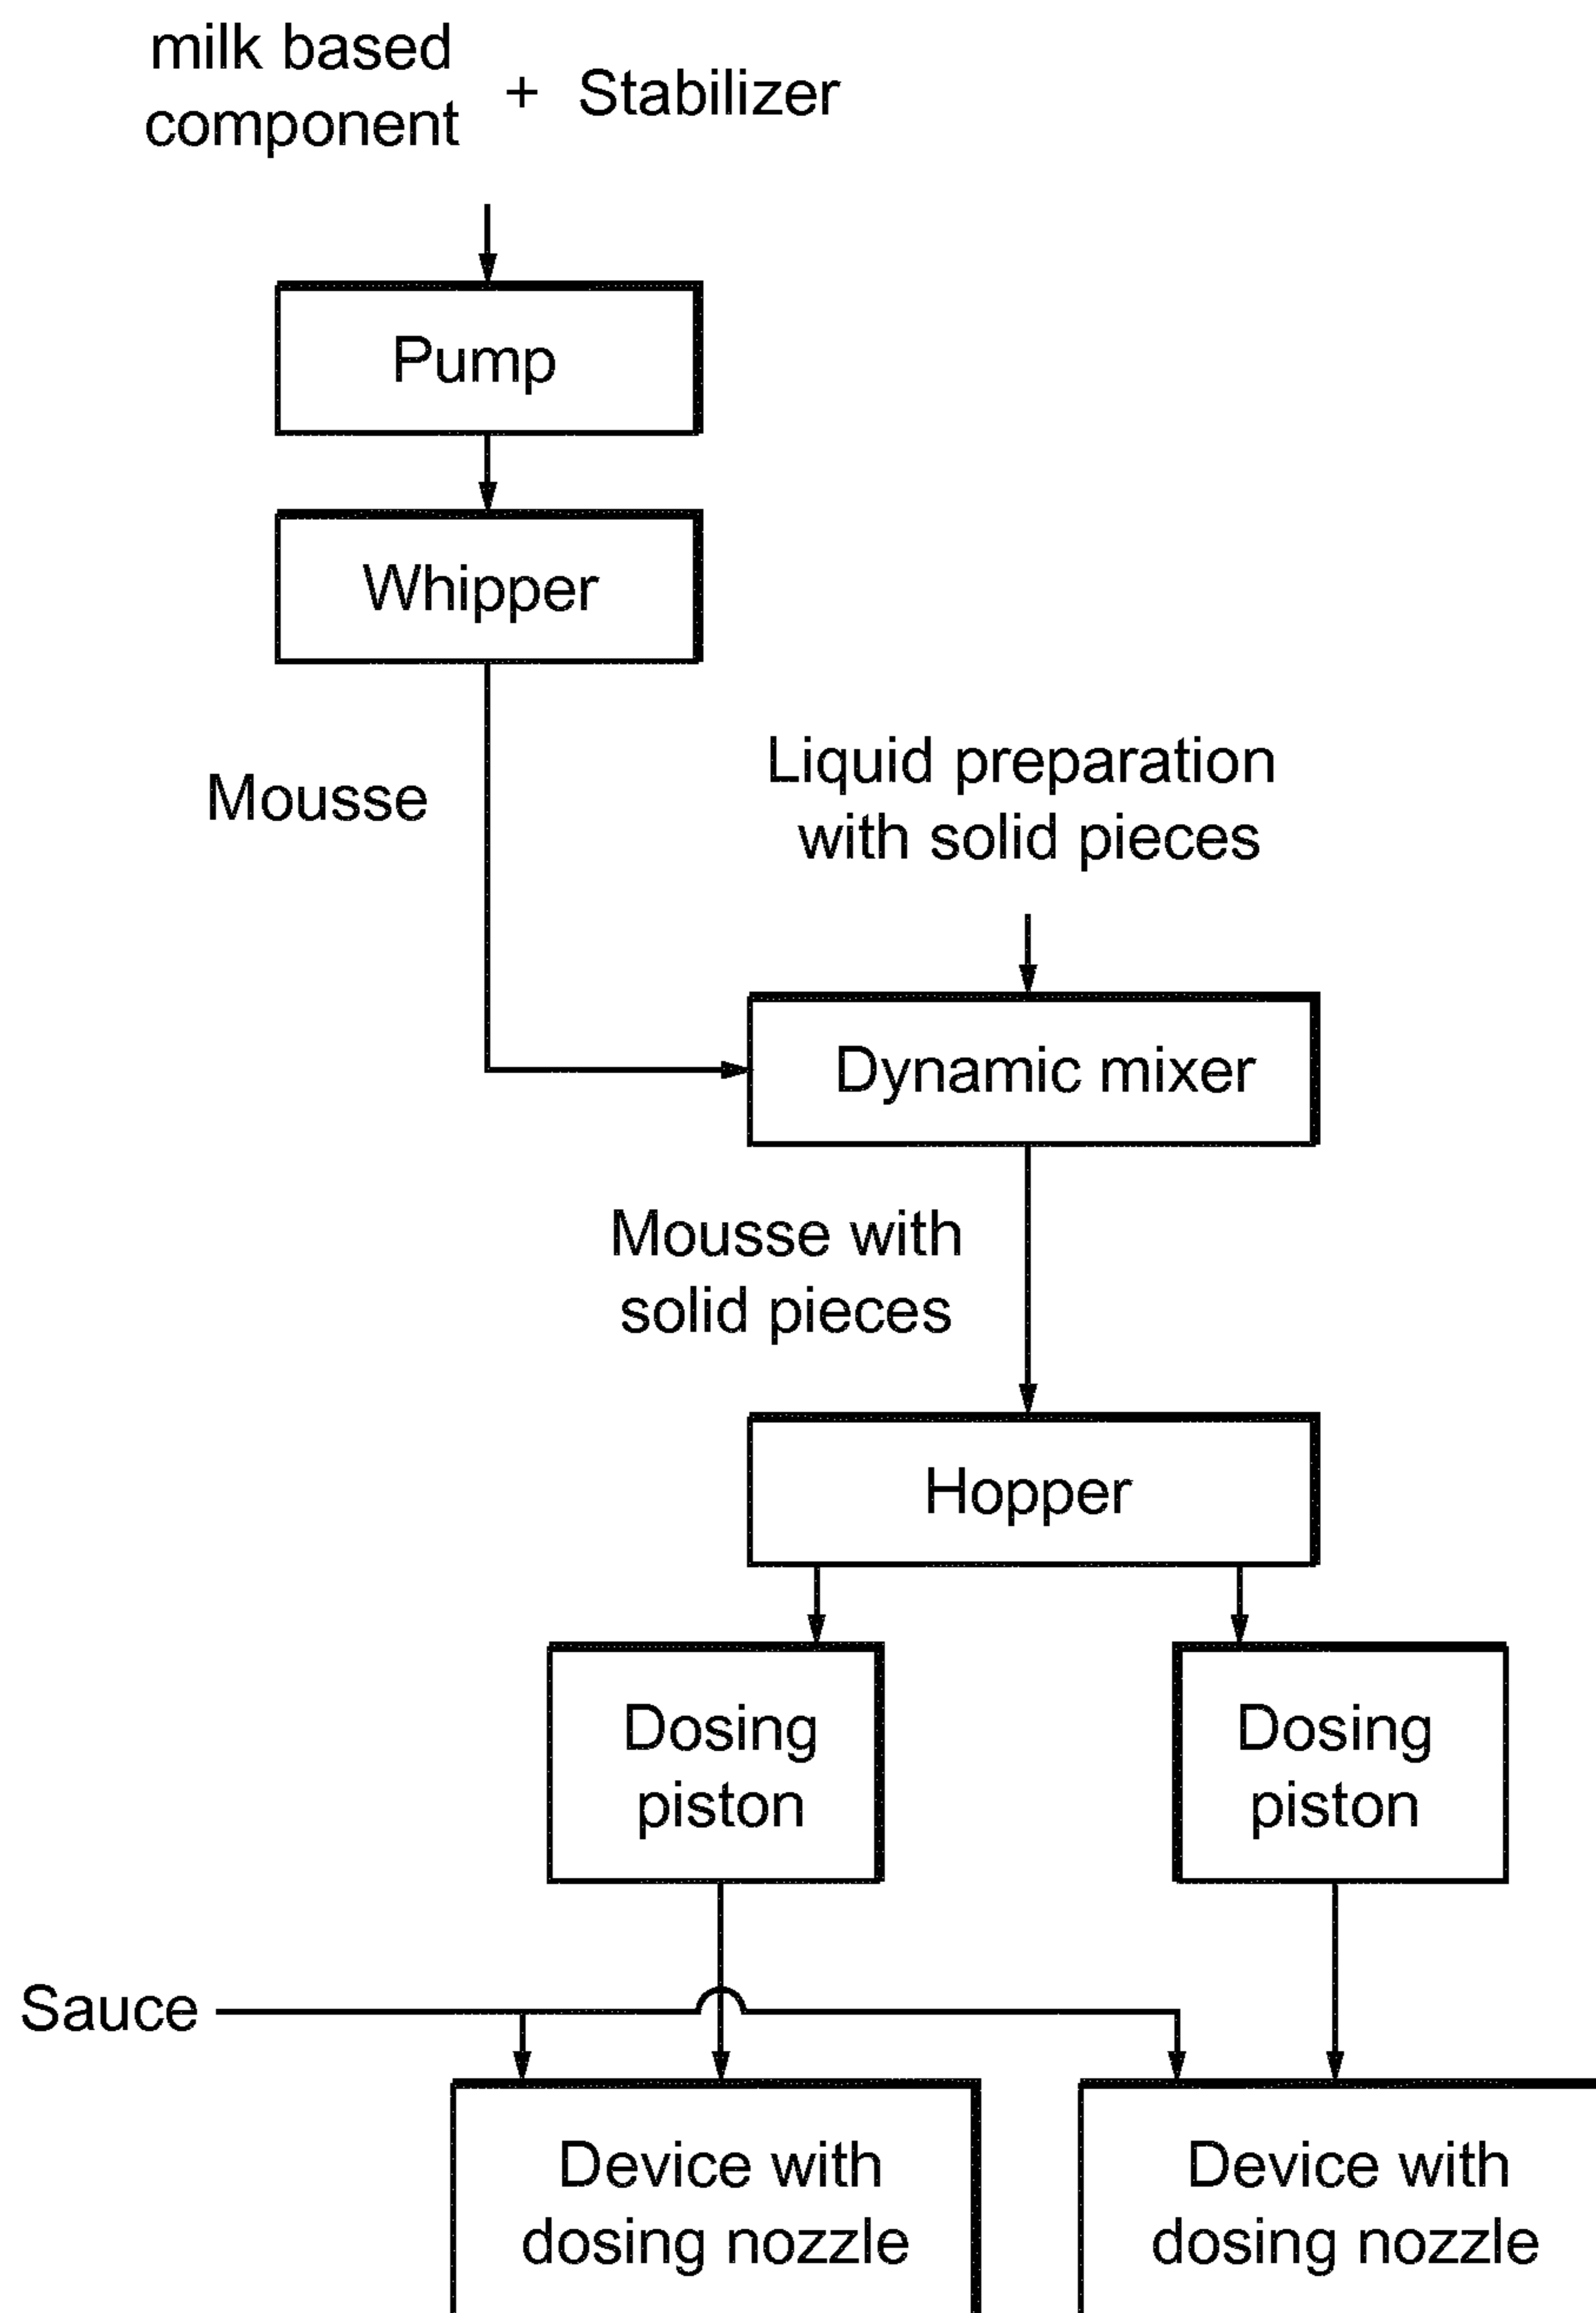 milk based
component + Stabilizer
Pump
Whipper
Mousse
Liquid preparation
with solid pieces
Dynamic mixer
Mousse with
solid pieces
Hopper
Dosing
piston
Dosing
piston
Sauce
Device with
dosing nozzle
Device with
dosing nozzle